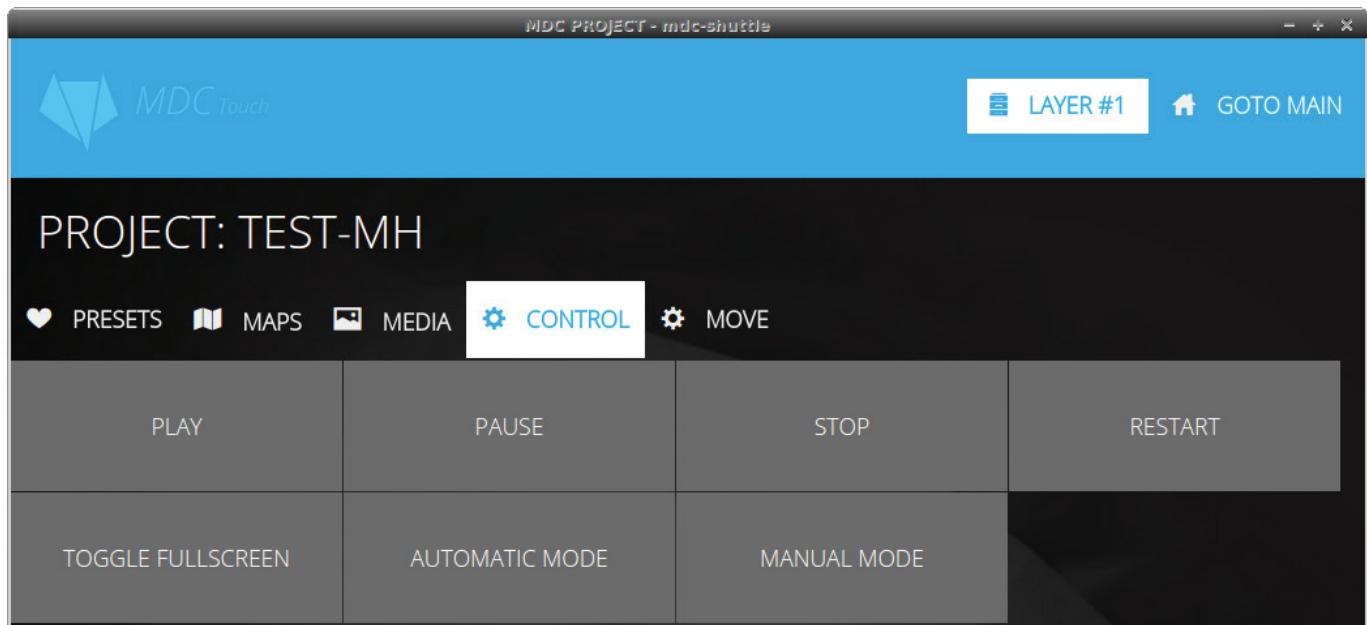 MDC PROJECT - mdc-shuttle
MDC Touch
LAYER #1
GOTO MAIN
PROJECT: TEST-MH
PRESETS MAPS MEDIA CONTROL MOVE
PLAY PAUSE STOP RESTART
TOGGLE FULLSCREEN AUTOMATIC MODE MANUAL MODE